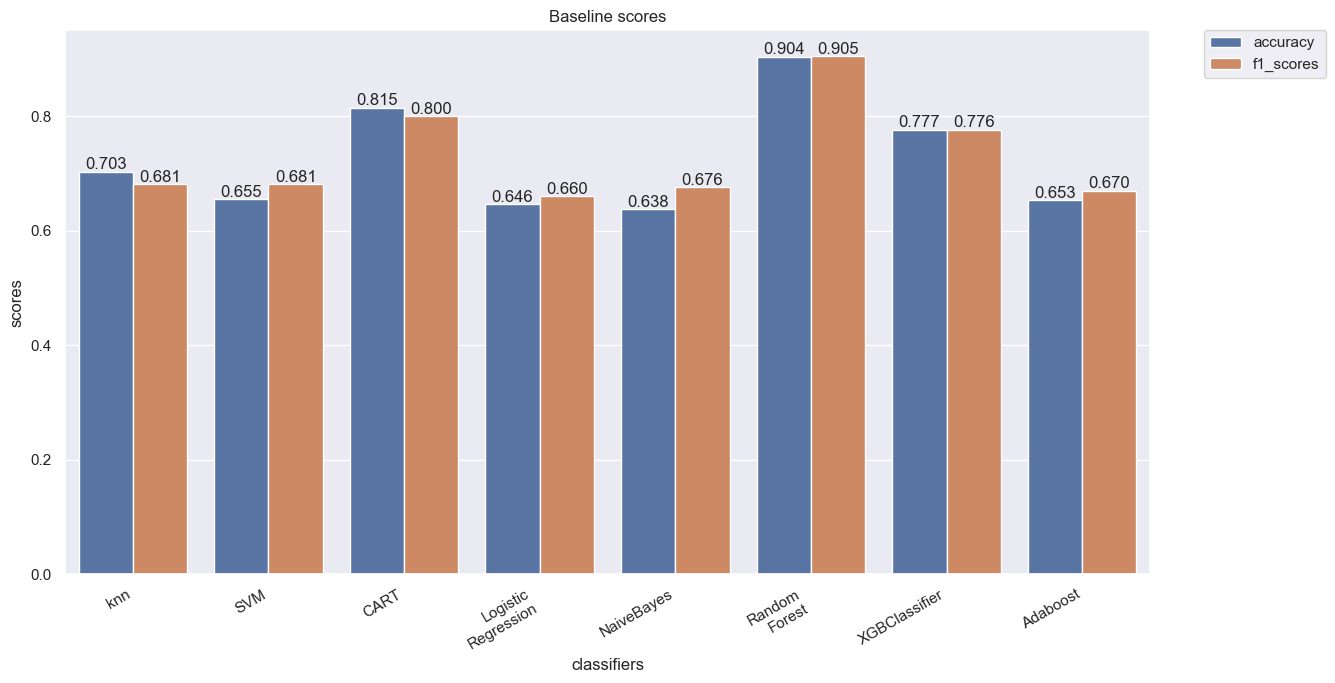 Baseline scores
accuracy
f1_scores
scores
0.8
0.6
0.4
0.2
0.0
0.703
0.681
0.655
0.681
0.815
0.800
0.646
0.660
0.638
0.676
0.904
0.905
0.777
0.776
0.653
0.670
knn
SVM
CART
Logistic
Regression
NaiveBayes
Random
Forest
XGBClassifier
Adaboost
classifiers